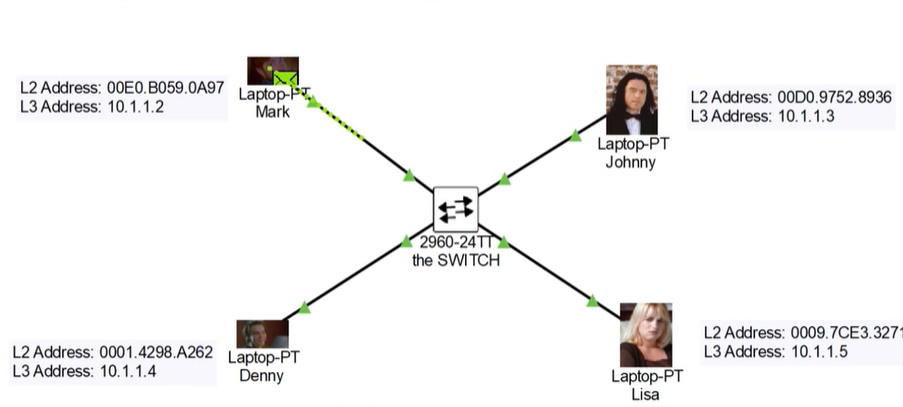 L2 Address: 00E0.B059.0A97
L3 Address: 10.1.1.2
Laptop-PT
Mark
Laptop-PT
Johnny
L2 Address: 00D0.9752.8936
L3 Address: 10.1.1.3
2960-24TT
the SWITCH
L2 Address: 0001.4298.A262
L3 Address: 10.1.1.4
Laptop-PT
Denny
Laptop-PT
Lisa
L2 Address: 0009.7CE3.3271
L3 Address: 10.1.1.5